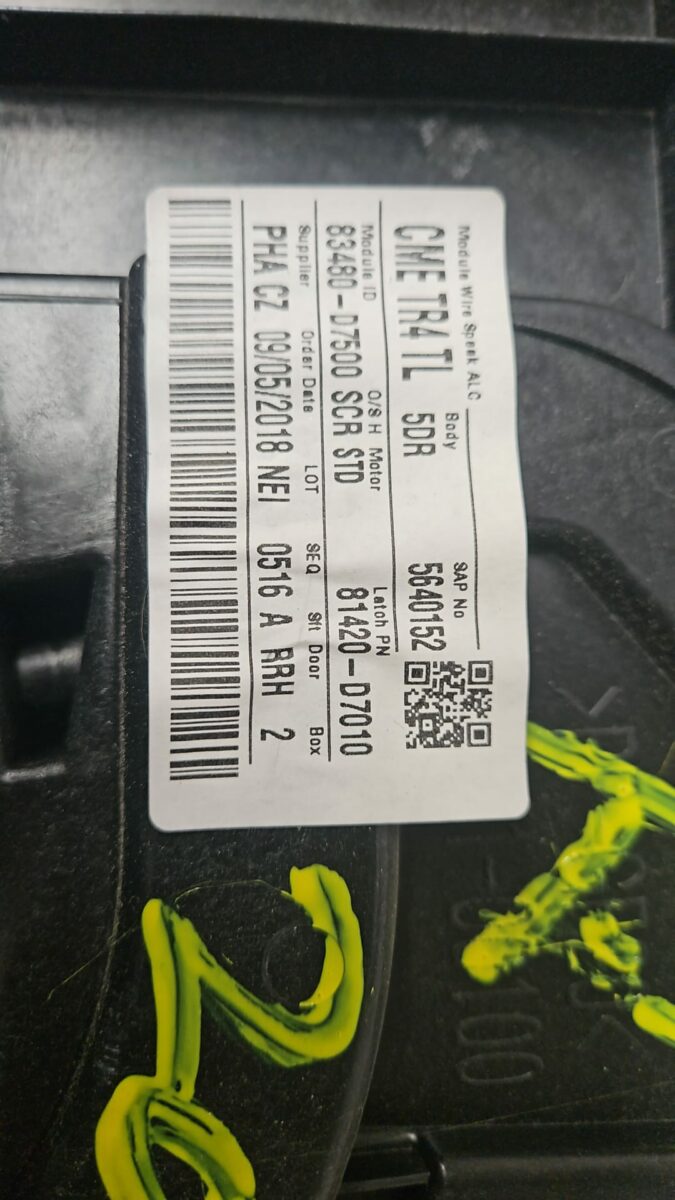 Module Wire Speak ALC Body SAP No
CME TR4 TL 5DR 5640152
Module ID O/S H Motor Latch PN
83480-D7500 SCR STD 81420-D7010
Supplier Order Date LOT SEQ Sft Door Box
PHA CZ 09/05/2018 NEI 0516 A RRH 2